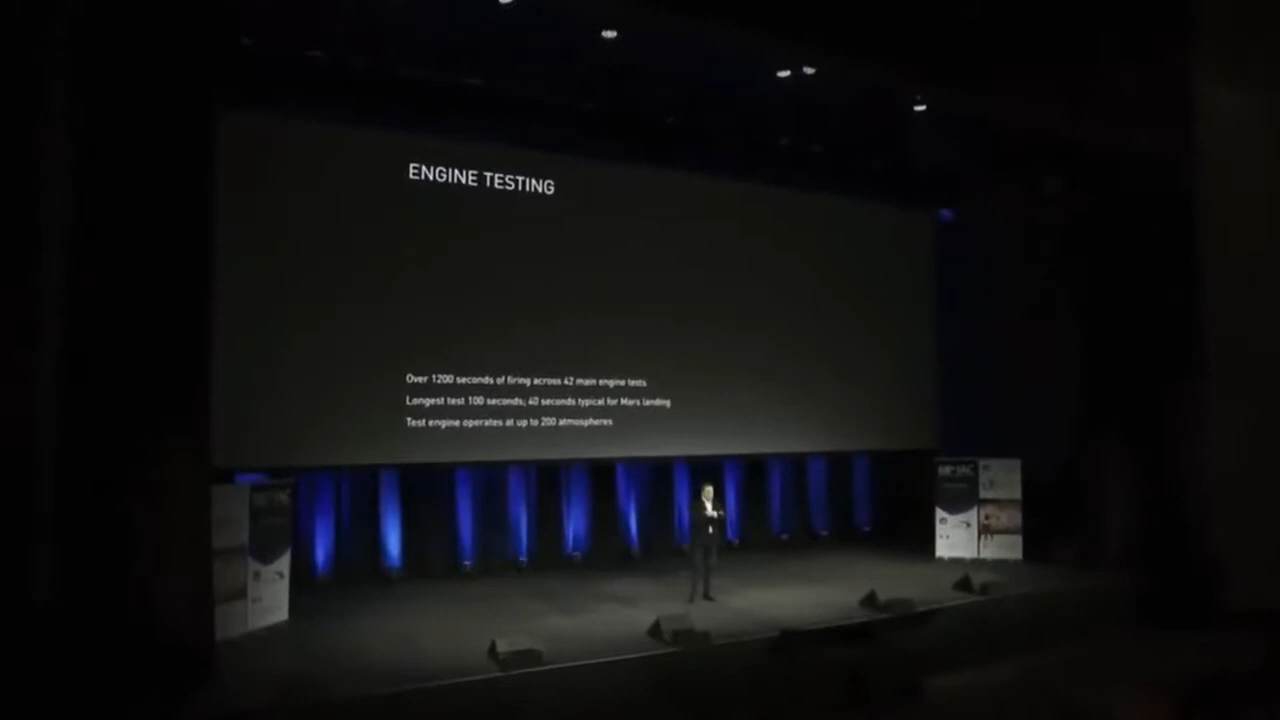 ENGINE TESTING
Over 1200 seconds of firing across 42 main engine tests
Longest test 100 seconds; 40 seconds typical for Mars landing
Test engine operates at up to 200 atmospheres